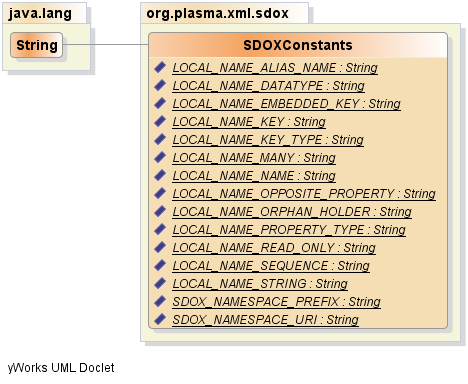 java.lang
org.plasma.xml.sdox
String
SDOXConstants
LOCAL_NAME_ALIAS_NAME : String
LOCAL_NAME_DATATYPE : String
LOCAL_NAME_EMBEDDED_KEY : String
LOCAL_NAME_KEY : String
LOCAL_NAME_KEY_TYPE : String
LOCAL_NAME_MANY : String
LOCAL_NAME_NAME : String
LOCAL_NAME_OPPOSITE_PROPERTY : String
LOCAL_NAME_ORPHAN_HOLDER : String
LOCAL_NAME_PROPERTY_TYPE : String
LOCAL_NAME_READ_ONLY : String
LOCAL_NAME_SEQUENCE : String
LOCAL_NAME_STRING : String
SDOX_NAMESPACE_PREFIX : String
SDOX_NAMESPACE_URI : String
yWorks UML Doclet